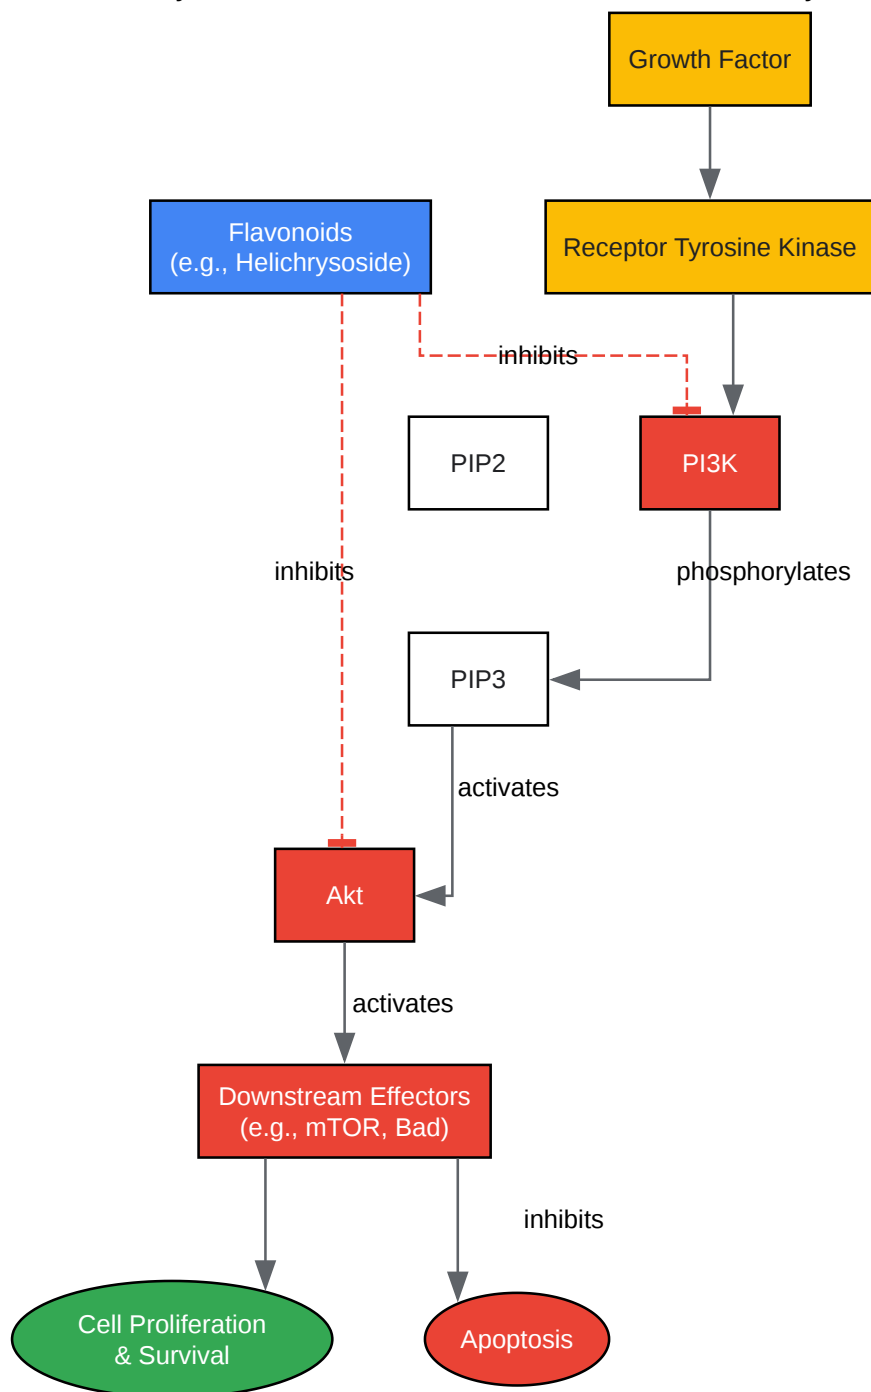 Growth Factor
Flavonoids
(e.g., Helichrysoside)
Receptor Tyrosine Kinase
inhibits
PIP2
PI3K
inhibits
phosphorylates
PIP3
activates
Akt
activates
Downstream Effectors
(e.g., mTOR, Bad)
inhibits
Cell Proliferation
& Survival
Apoptosis